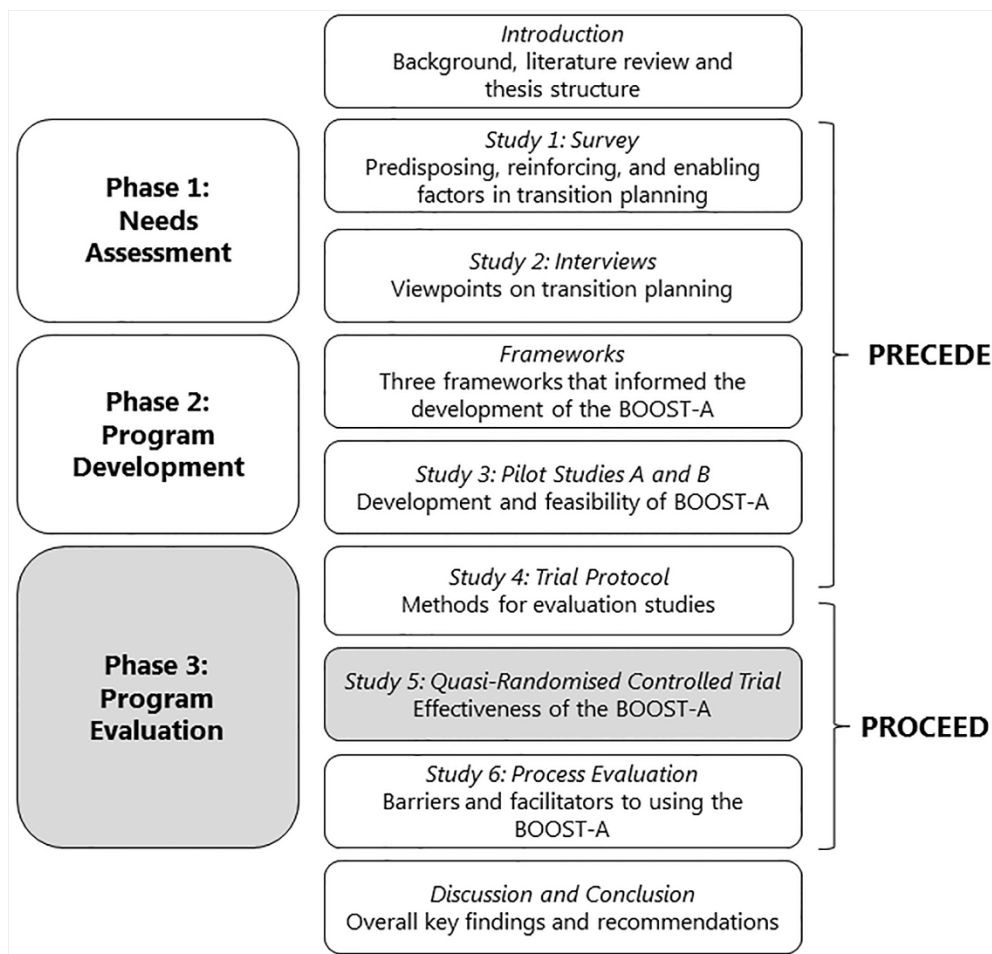 Introduction
Background, literature review and
thesis structure
Phase 1:
Needs
Assessment
Study 1: Survey
Predisposing, reinforcing, and enabling
factors in transition planning
Study 2: Interviews
Viewpoints on transition planning
Phase 2:
Program
Development
Frameworks
Three frameworks that informed the
development of the BOOST-A
Study 3: Pilot Studies A and B
Development and feasibility of BOOST-A
PRECEDE
Phase 3:
Program
Evaluation
Study 4: Trial Protocol
Methods for evaluation studies
Study 5: Quasi-Randomised Controlled Trial
Effectiveness of the BOOST-A
Study 6: Process Evaluation
Barriers and facilitators to using the
BOOST-A
PROCEED
Discussion and Conclusion
Overall key findings and recommendations